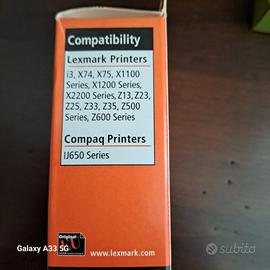 Compatibility
Lexmark Printers
i3, X74, X75, X1100
Series, X1200 Series,
X2200 Series, Z13, Z23,
Z25, Z33, Z35, Z500
Series, Z600 Series
Compaq Printers
IJ650 Series
Original
www.lexmark.com
Galaxy A33 5G
subito